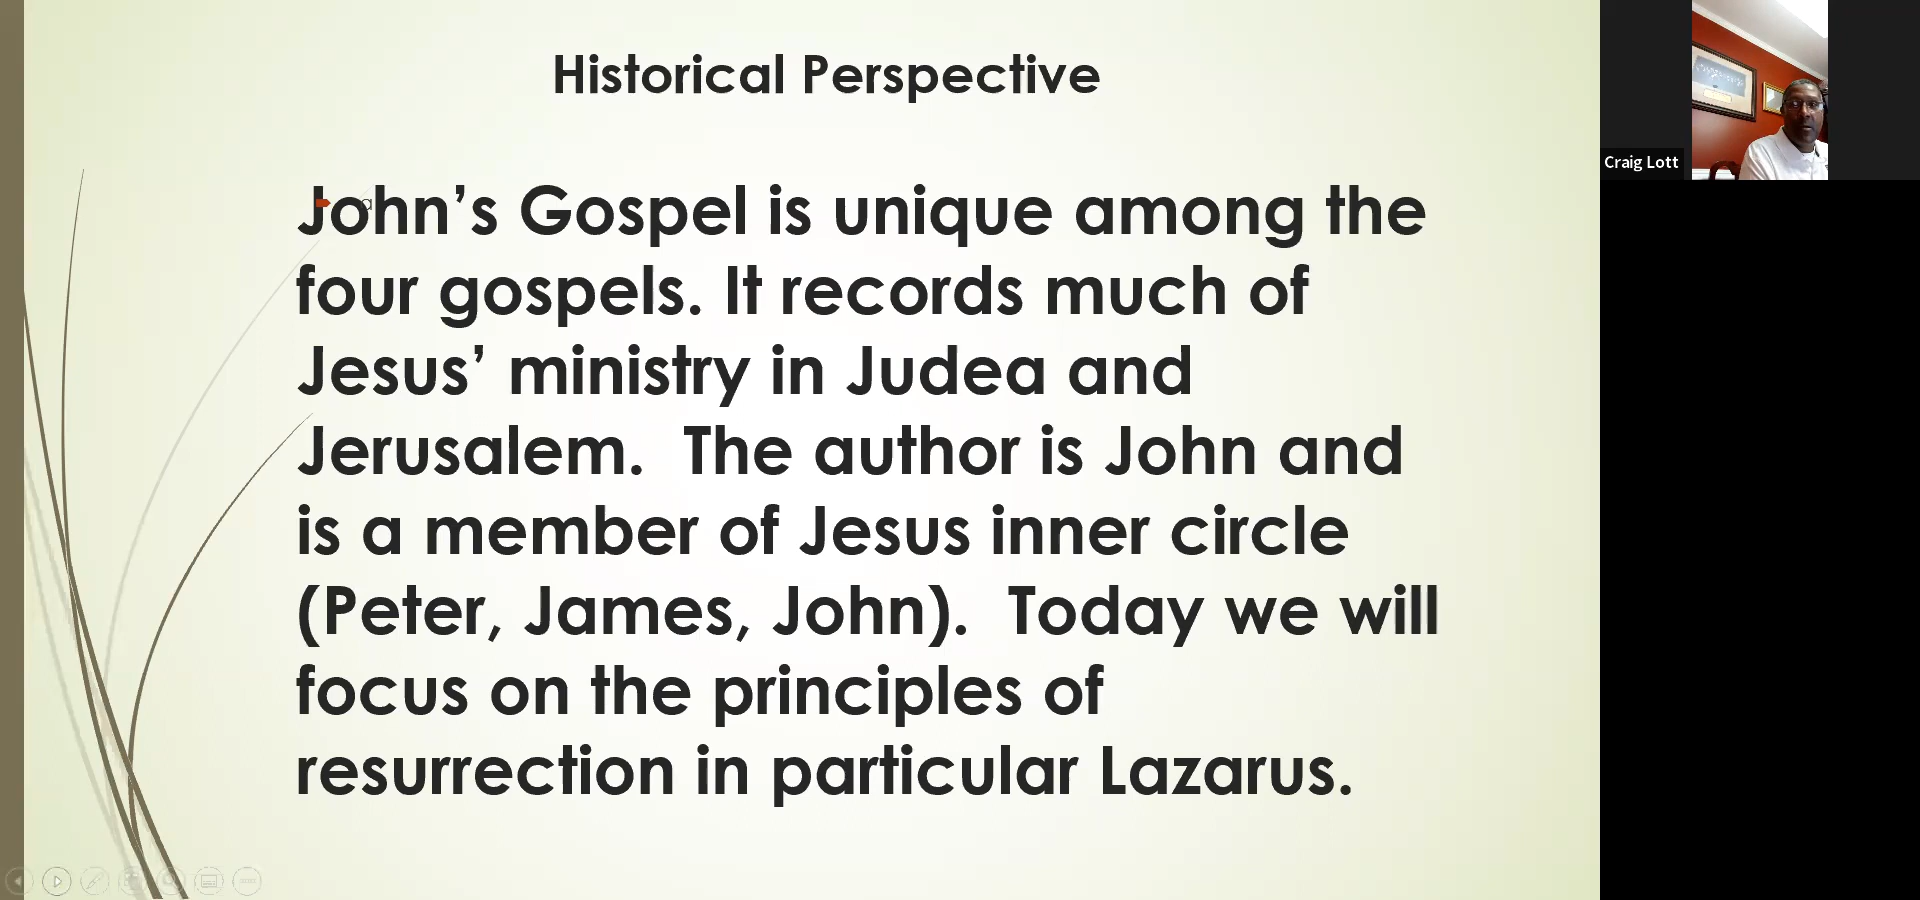 Historical Perspective
a
John’s Gospel is unique among the
four gospels. It records much of
Jesus’ ministry in Judea and
Jerusalem.  The author is John and
is a member of Jesus inner circle
(Peter, James, John).  Today we will
focus on the principles of
resurrection in particular Lazarus.
Craig Lott